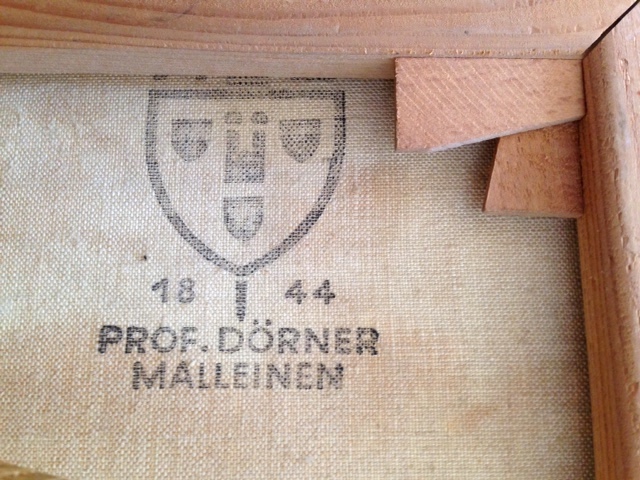 18 44
PROF. DÖRNER
MALLEINEN